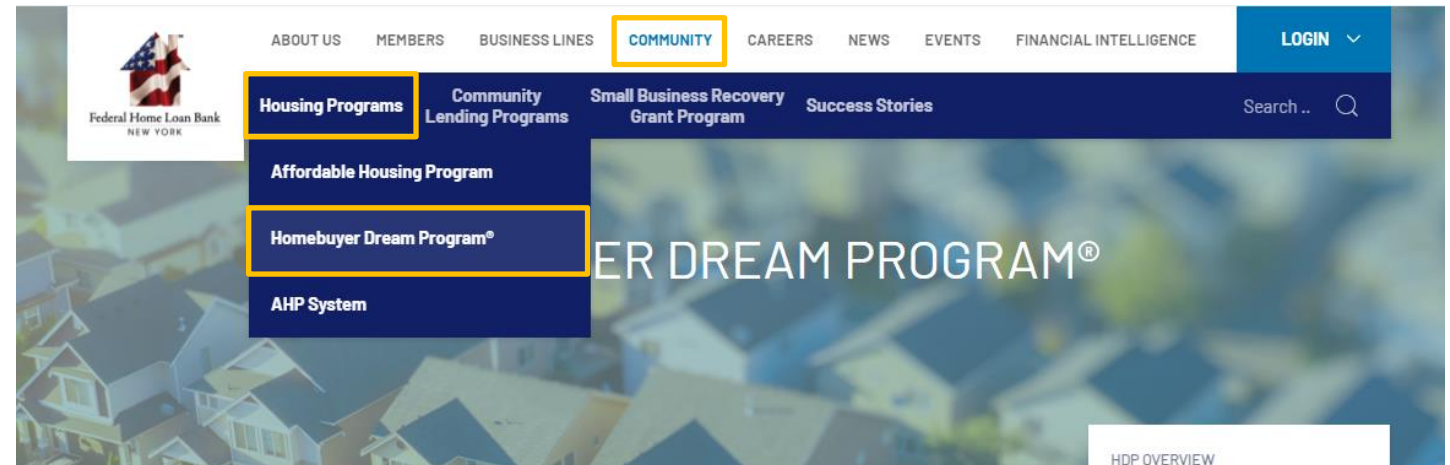 ABOUT US MEMBERS BUSINESS LINES COMMUNITY CAREERS NEWS EVENTS FINANCIAL INTELLIGENCE LOGIN
Federal Home Loan Bank
NEW YORK
Housing Programs
Community
Lending Programs
Small Business Recovery
Grant Program
Success Stories
Search ..
Affordable Housing Program
Homebuyer Dream Program®
AHP System
ER DREAM PROGRAM®
HDP OVERVIEW